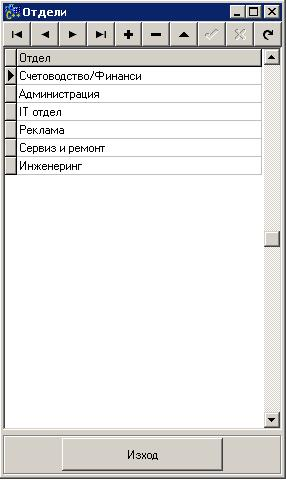 Отдели
Отдел
Счетоводство/Финанси
Администрация
IT отдел
Реклама
Сервиз и ремонт
Инженеринг
Изход